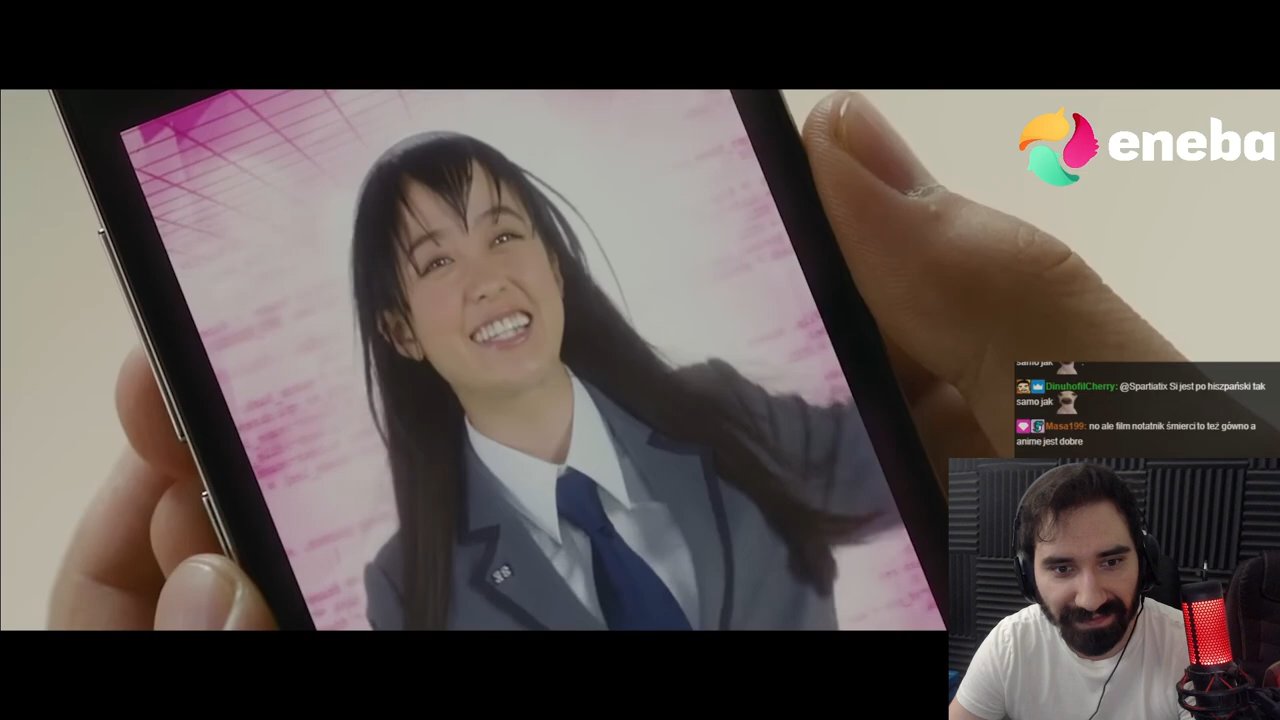 eneba
samo jak
DinuhofilCherry: @Spartiatix Si jest po hiszpański tak
samo jak
Masa199: no ale film notatnik śmierci to też gówno a
anime jest dobre